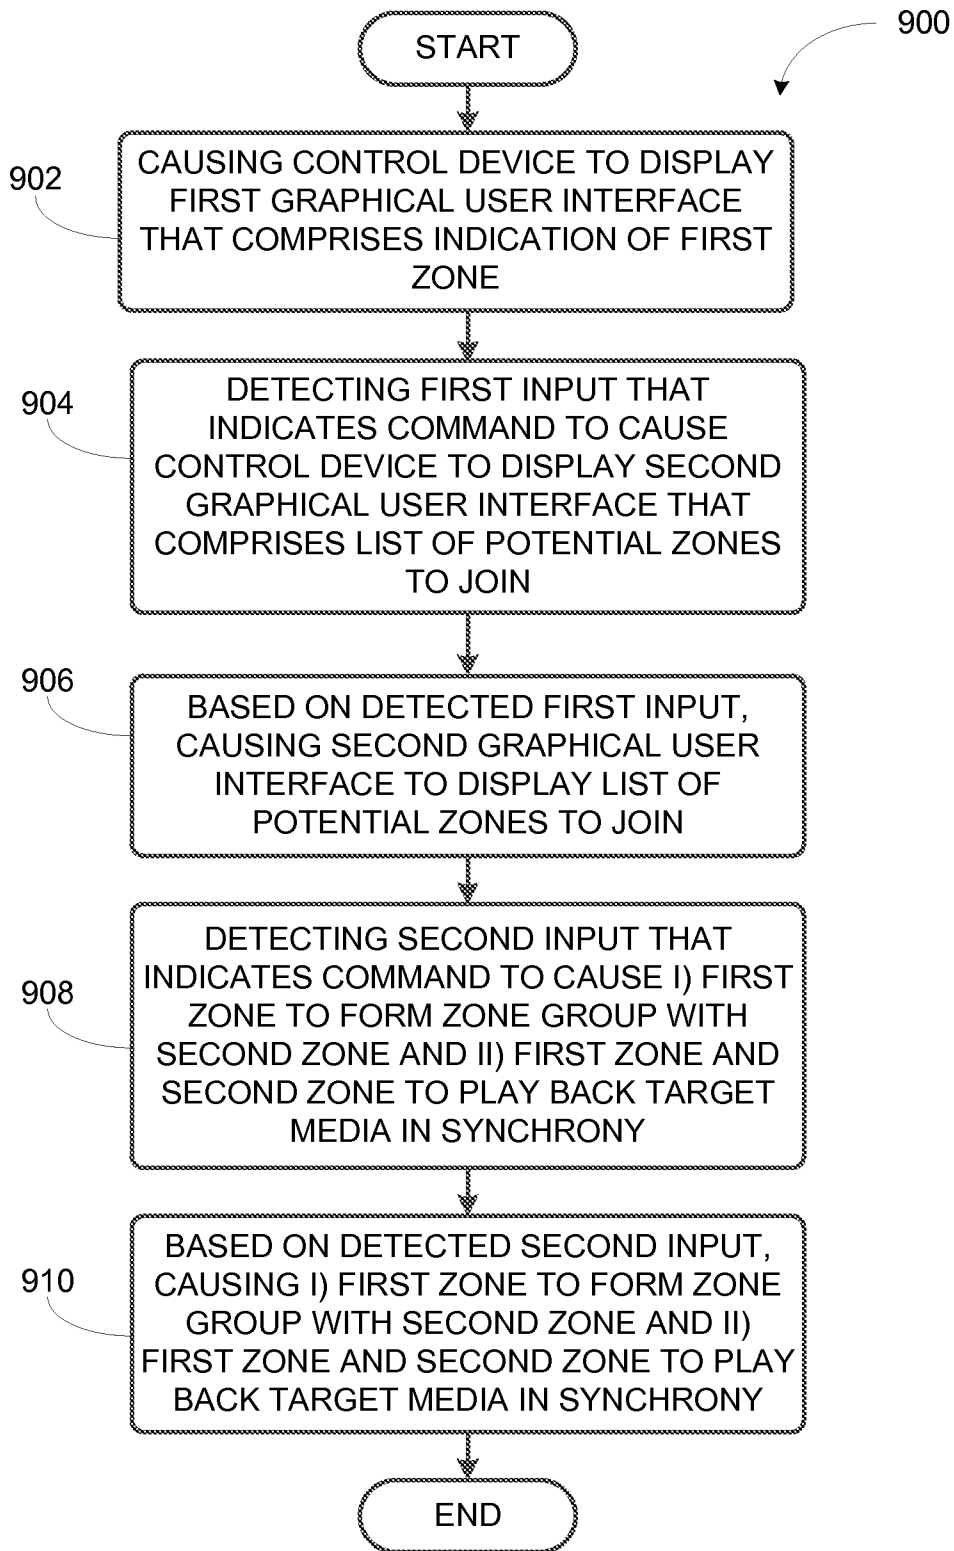 START
900
902
CAUSING CONTROL DEVICE TO DISPLAY
FIRST GRAPHICAL USER INTERFACE
THAT COMPRISES INDICATION OF FIRST
ZONE
904
DETECTING FIRST INPUT THAT
INDICATES COMMAND TO CAUSE
CONTROL DEVICE TO DISPLAY SECOND
GRAPHICAL USER INTERFACE THAT
COMPRISES LIST OF POTENTIAL ZONES
TO JOIN
906
BASED ON DETECTED FIRST INPUT,
CAUSING SECOND GRAPHICAL USER
INTERFACE TO DISPLAY LIST OF
POTENTIAL ZONES TO JOIN
908
DETECTING SECOND INPUT THAT
INDICATES COMMAND TO CAUSE I) FIRST
ZONE TO FORM ZONE GROUP WITH
SECOND ZONE AND II) FIRST ZONE AND
SECOND ZONE TO PLAY BACK TARGET
MEDIA IN SYNCHRONY
910
BASED ON DETECTED SECOND INPUT,
CAUSING I) FIRST ZONE TO FORM ZONE
GROUP WITH SECOND ZONE AND II)
FIRST ZONE AND SECOND ZONE TO PLAY
BACK TARGET MEDIA IN SYNCHRONY
END